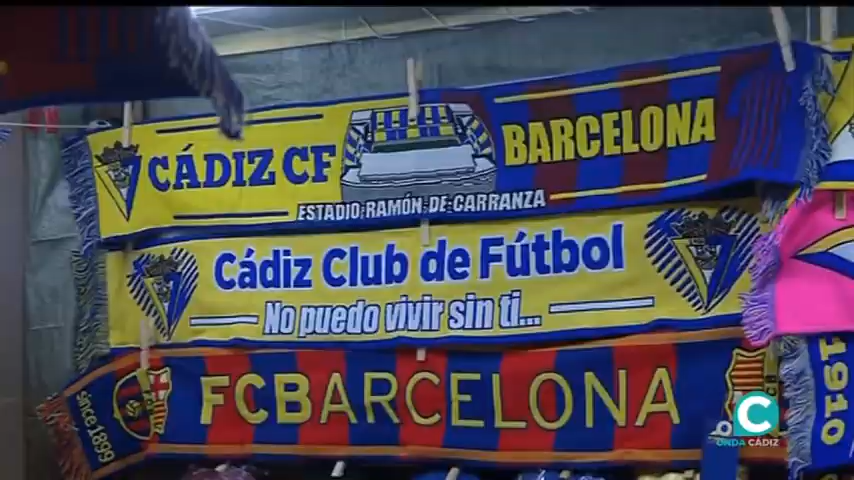 CÁDIZ CF
BARCELONA
ESTADIO RAMÓN DE CARRANZA
Cádiz Club de Fútbol
No puedo vivir sin ti...
since 1899
FCBARCELONA
1910
C
ONDA CÁDIZ